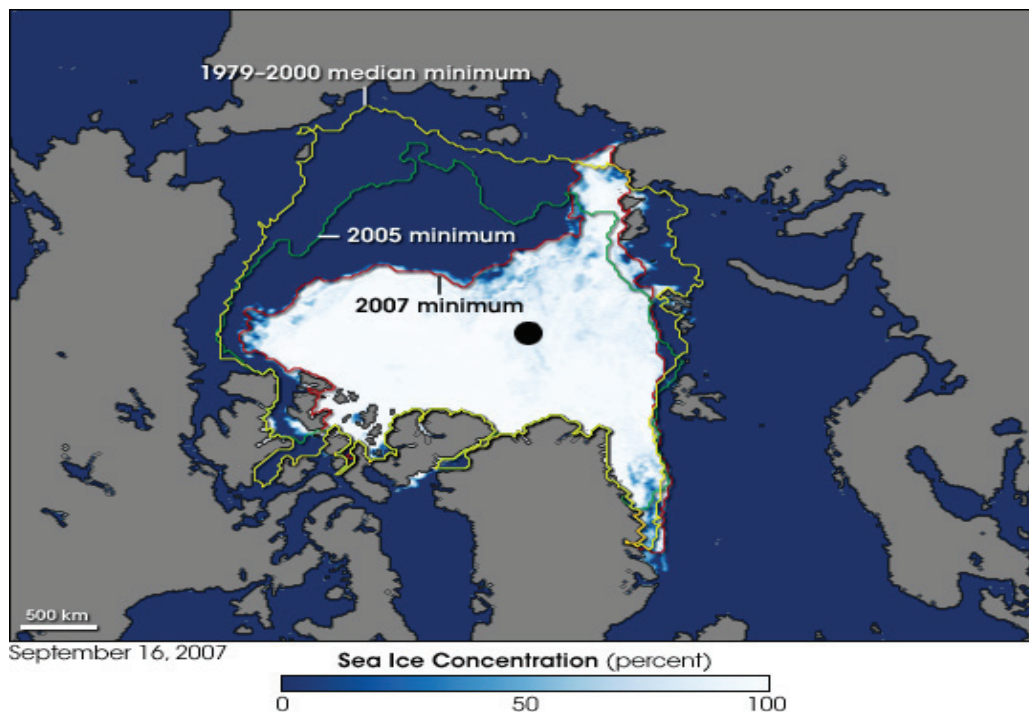 1979–2000 median minimum
2005 minimum
2007 minimum
500 km
September 16, 2007
Sea Ice Concentration (percent)
0 50 100